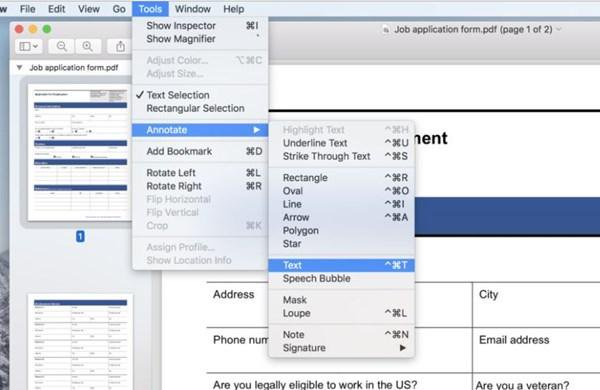 View Go Tools Window Help
Job application form.pdf (page 1 of 2)
Job application form.pdf
1
Show Inspector ⌘I
Show Magnifier `
Adjust Color... ⌥⌘C
Adjust Size...
✓ Text Selection
Rectangular Selection
Annotate ▶
Add Bookmark ⌘D
Rotate Left ⌘L
Rotate Right ⌘R
Flip Horizontal
Flip Vertical
Crop ⌘K
Assign Profile...
Show Location Info
Highlight Text ^⌘H
Underline Text ^⌘U
Strike Through Text ^⌘S
Rectangle ^⌘R
Oval ^⌘O
Line ^⌘I
Arrow ^⌘A
Polygon
Star
Text ^⌘T
Speech Bubble
Mask
Loupe ^⌘L
Note ^⌘N
Signature ▶
ment
Address City
Phone num Email address
Are you legally eligible to work in the US? Are you a veteran?